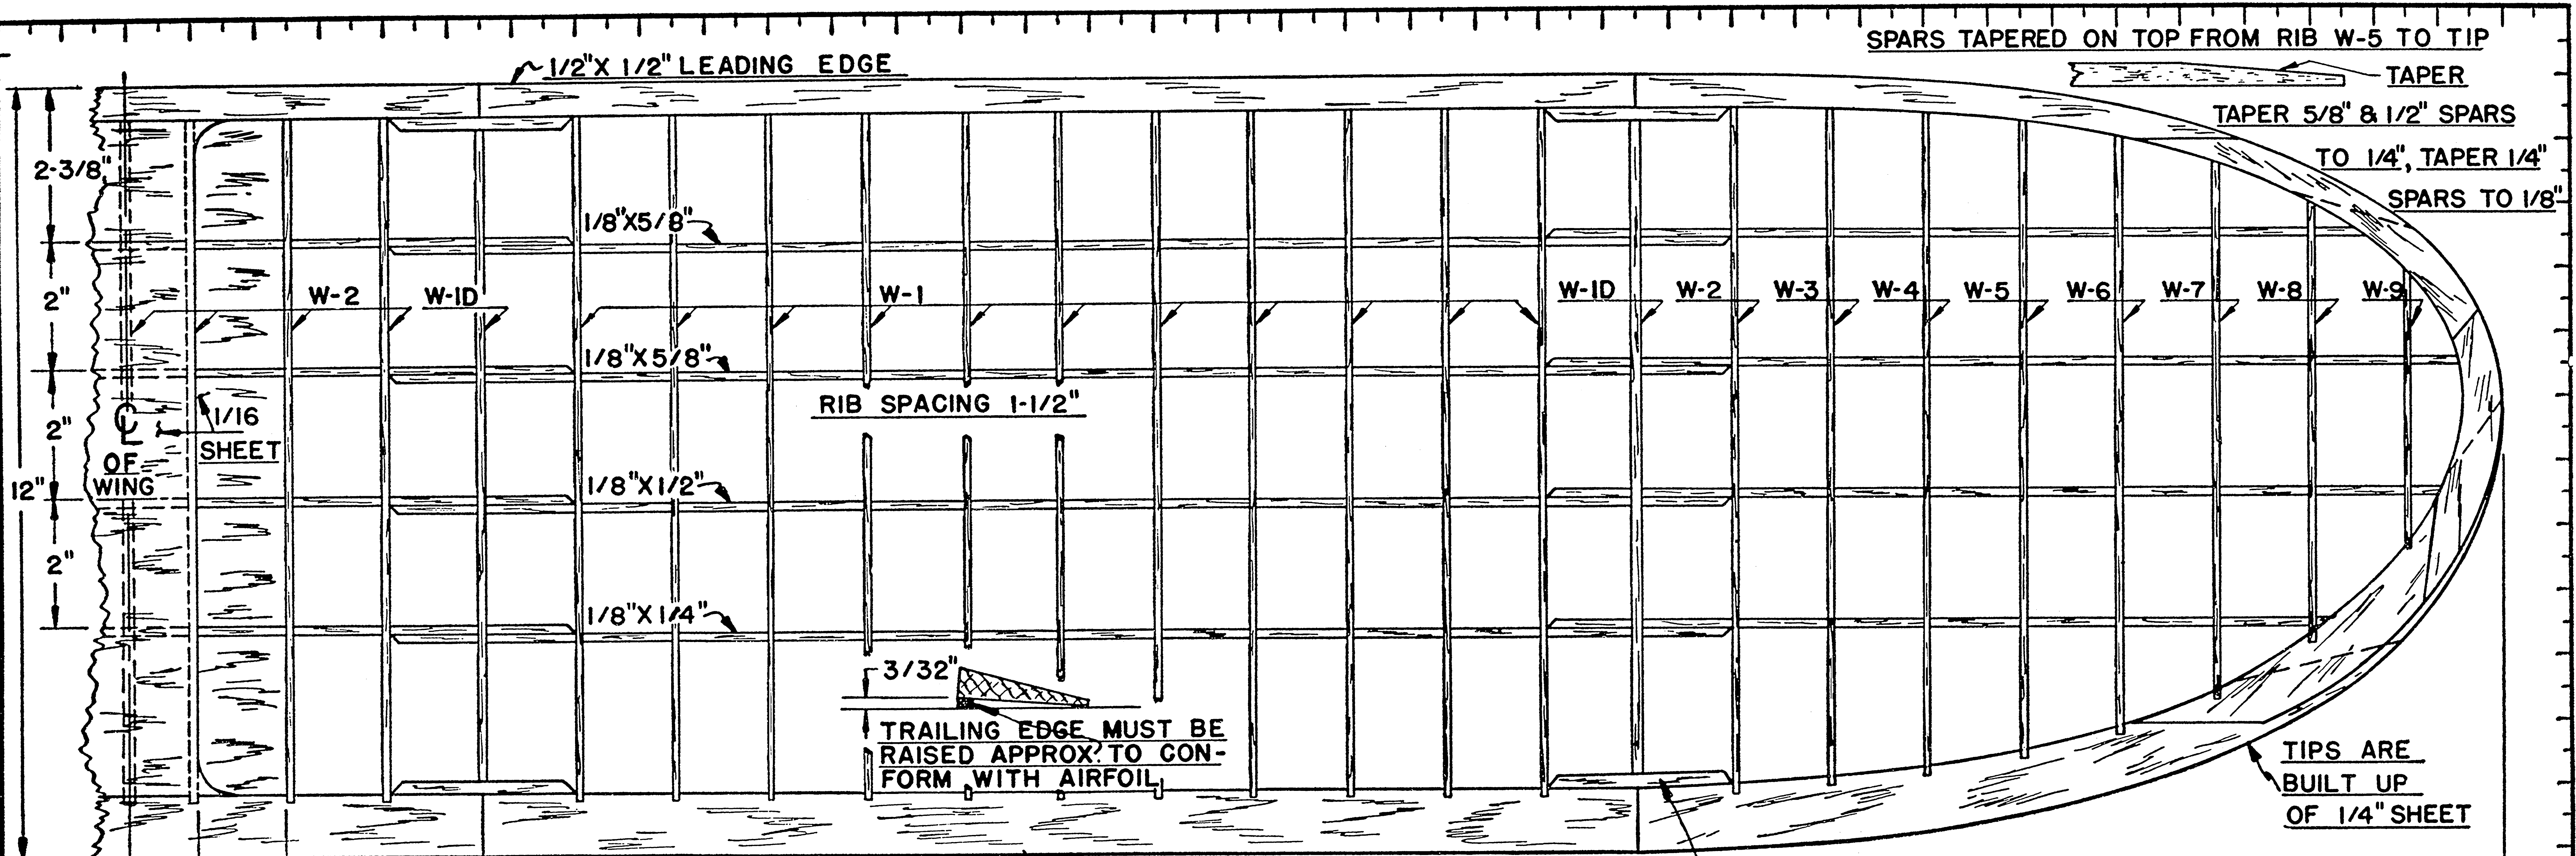 SPARS TAPERED ON TOP FROM RIB W-5 TO TIP
1/2"X 1/2" LEADING EDGE
TAPER
TAPER 5/8" & 1/2" SPARS
TO 1/4", TAPER 1/4"
SPARS TO 1/8"
2-3/8"
1/8"X5/8"
2"
W-2
W-1D
W-1
W-1D
W-2
W-3
W-4
W-5
W-6
W-7
W-8
W-9
1/8"X5/8"
RIB SPACING 1-1/2"
2"
CL
OF
WING
1/16
SHEET
12"
1/8"X1/2"
2"
1/8"X1/4"
3/32"
TRAILING EDGE MUST BE
RAISED APPROX. TO CON-
FORM WITH AIRFOIL
TIPS ARE
BUILT UP
OF 1/4" SHEET